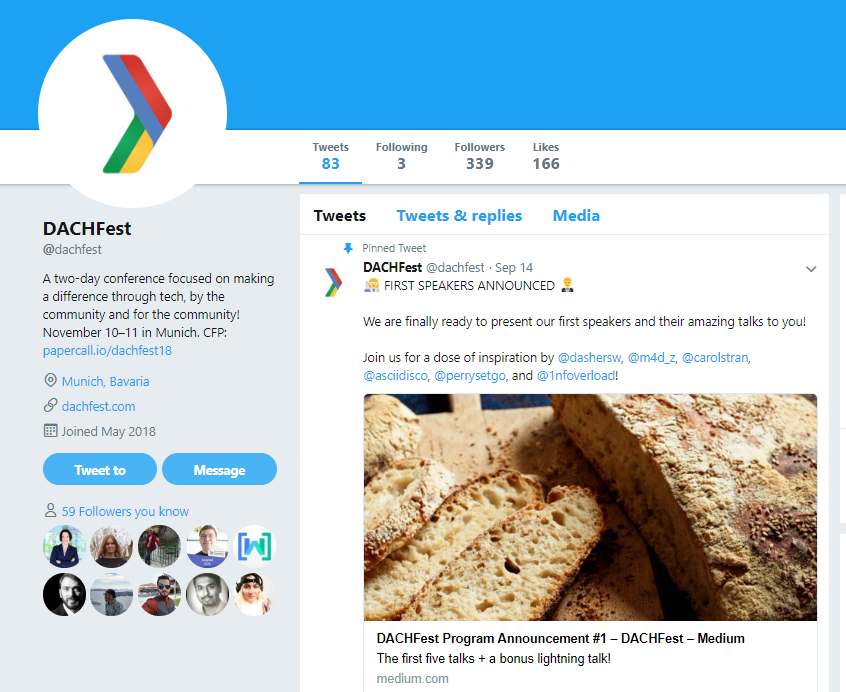 Tweets Following Followers Likes
83 3 339 166
DACHFest
@dachfest
A two-day conference focused on making
a difference through tech, by the
community and for the community!
November 10–11 in Munich. CFP:
papercall.io/dachfest18
Munich, Bavaria
dachfest.com
Joined May 2018
Tweet to Message
59 Followers you know
Tweets Tweets & replies Media
Pinned Tweet
DACHFest @dachfest · Sep 14
FIRST SPEAKERS ANNOUNCED
We are finally ready to present our first speakers and their amazing talks to you!
Join us for a dose of inspiration by @dashersw, @m4d_z, @carolstran,
@asciidisco, @perrysetgo, and @1nfoverload!
DACHFest Program Announcement #1 – DACHFest – Medium
The first five talks + a bonus lightning talk!
medium.com